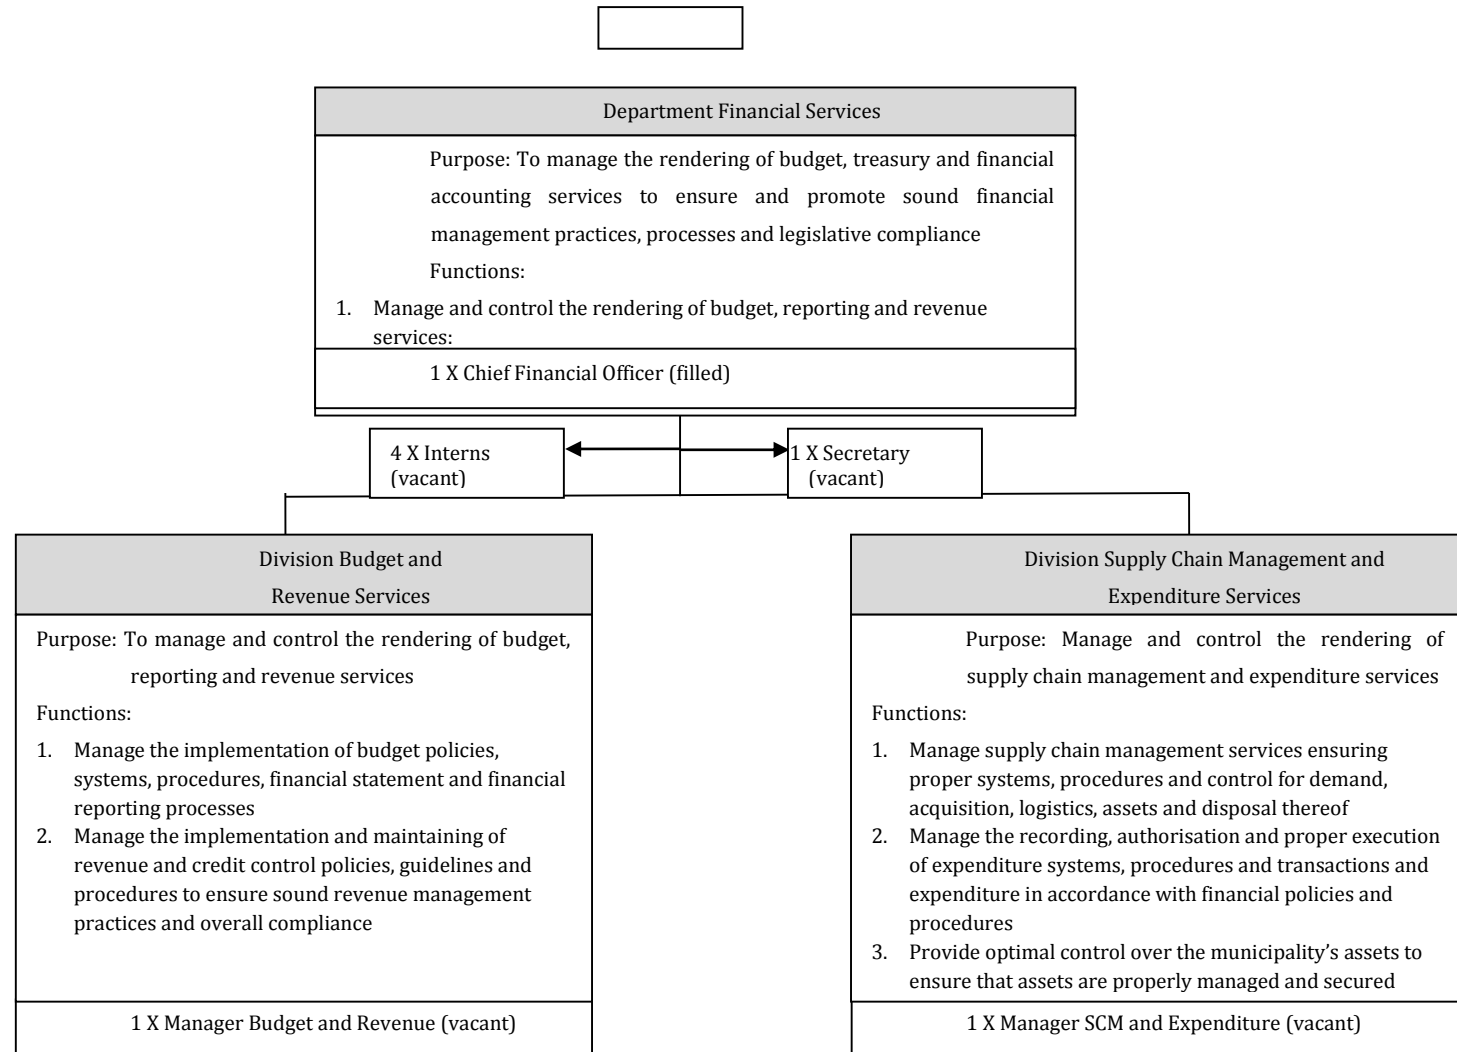 Department Financial Services
Purpose: To manage the rendering of budget, treasury and financial
accounting services to ensure and promote sound financial
management practices, processes and legislative compliance
Functions:
1. Manage and control the rendering of budget, reporting and revenue
services:
1 X Chief Financial Officer (filled)
4 X Interns
(vacant)
1 X Secretary
(vacant)
Division Budget and
Revenue Services
Purpose: To manage and control the rendering of budget,
reporting and revenue services
Functions:
1. Manage the implementation of budget policies,
systems, procedures, financial statement and financial
reporting processes
2. Manage the implementation and maintaining of
revenue and credit control policies, guidelines and
procedures to ensure sound revenue management
practices and overall compliance
1 X Manager Budget and Revenue (vacant)
Division Supply Chain Management and
Expenditure Services
Purpose: Manage and control the rendering of
supply chain management and expenditure services
Functions:
1. Manage supply chain management services ensuring
proper systems, procedures and control for demand,
acquisition, logistics, assets and disposal thereof
2. Manage the recording, authorisation and proper execution
of expenditure systems, procedures and transactions and
expenditure in accordance with financial policies and
procedures
3. Provide optimal control over the municipality’s assets to
ensure that assets are properly managed and secured
1 X Manager SCM and Expenditure (vacant)